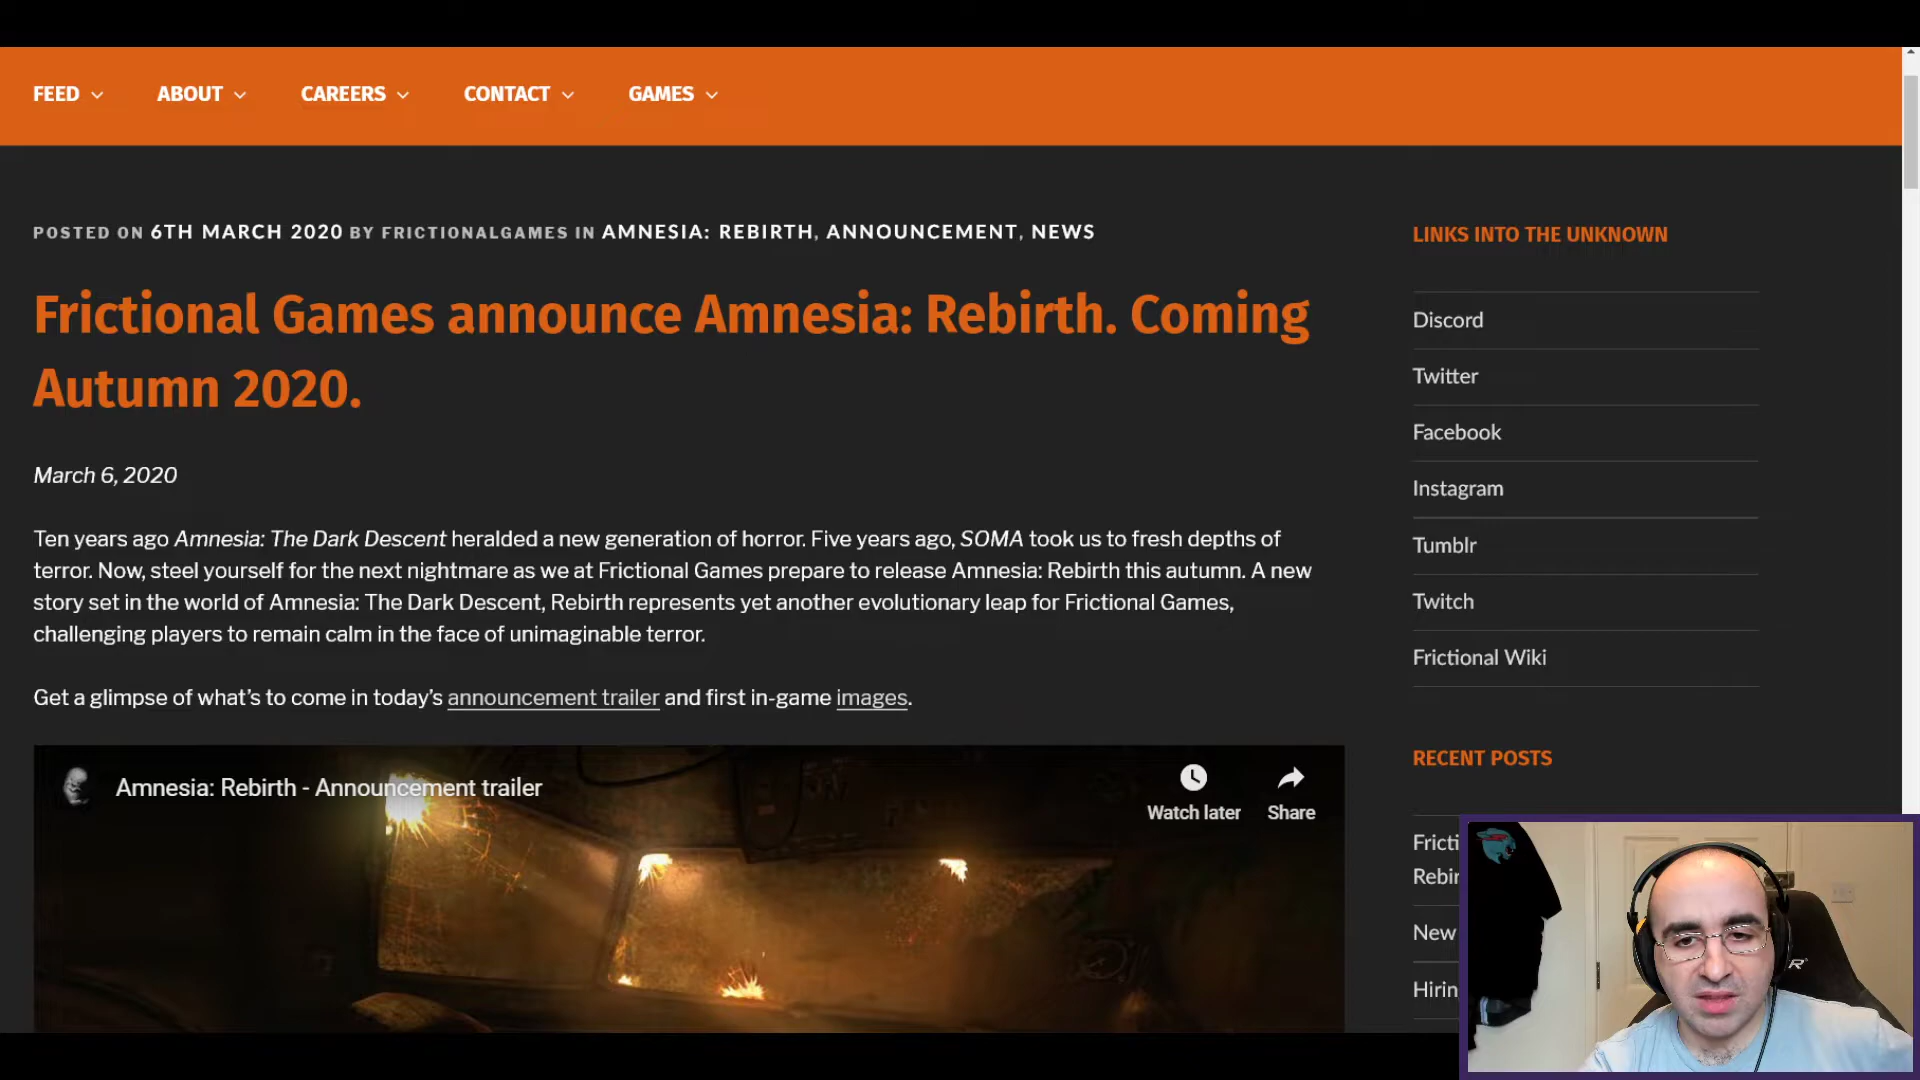 FEED
ABOUT
CAREERS
CONTACT
GAMES
POSTED ON 6TH MARCH 2020 BY FRICTIONALGAMES IN AMNESIA: REBIRTH, ANNOUNCEMENT, NEWS
Frictional Games announce Amnesia: Rebirth. Coming
Autumn 2020.
March 6, 2020
Ten years ago Amnesia: The Dark Descent heralded a new generation of horror. Five years ago, SOMA took us to fresh depths of
terror. Now, steel yourself for the next nightmare as we at Frictional Games prepare to release Amnesia: Rebirth this autumn. A new
story set in the world of Amnesia: The Dark Descent, Rebirth represents yet another evolutionary leap for Frictional Games,
challenging players to remain calm in the face of unimaginable terror.
Get a glimpse of what's to come in today's announcement trailer and first in-game images.
Amnesia: Rebirth - Announcement trailer
Watch later
Share
LINKS INTO THE UNKNOWN
Discord
Twitter
Facebook
Instagram
Tumblr
Twitch
Frictional Wiki
RECENT POSTS
Fricti
Rebir
New
Hirin
R